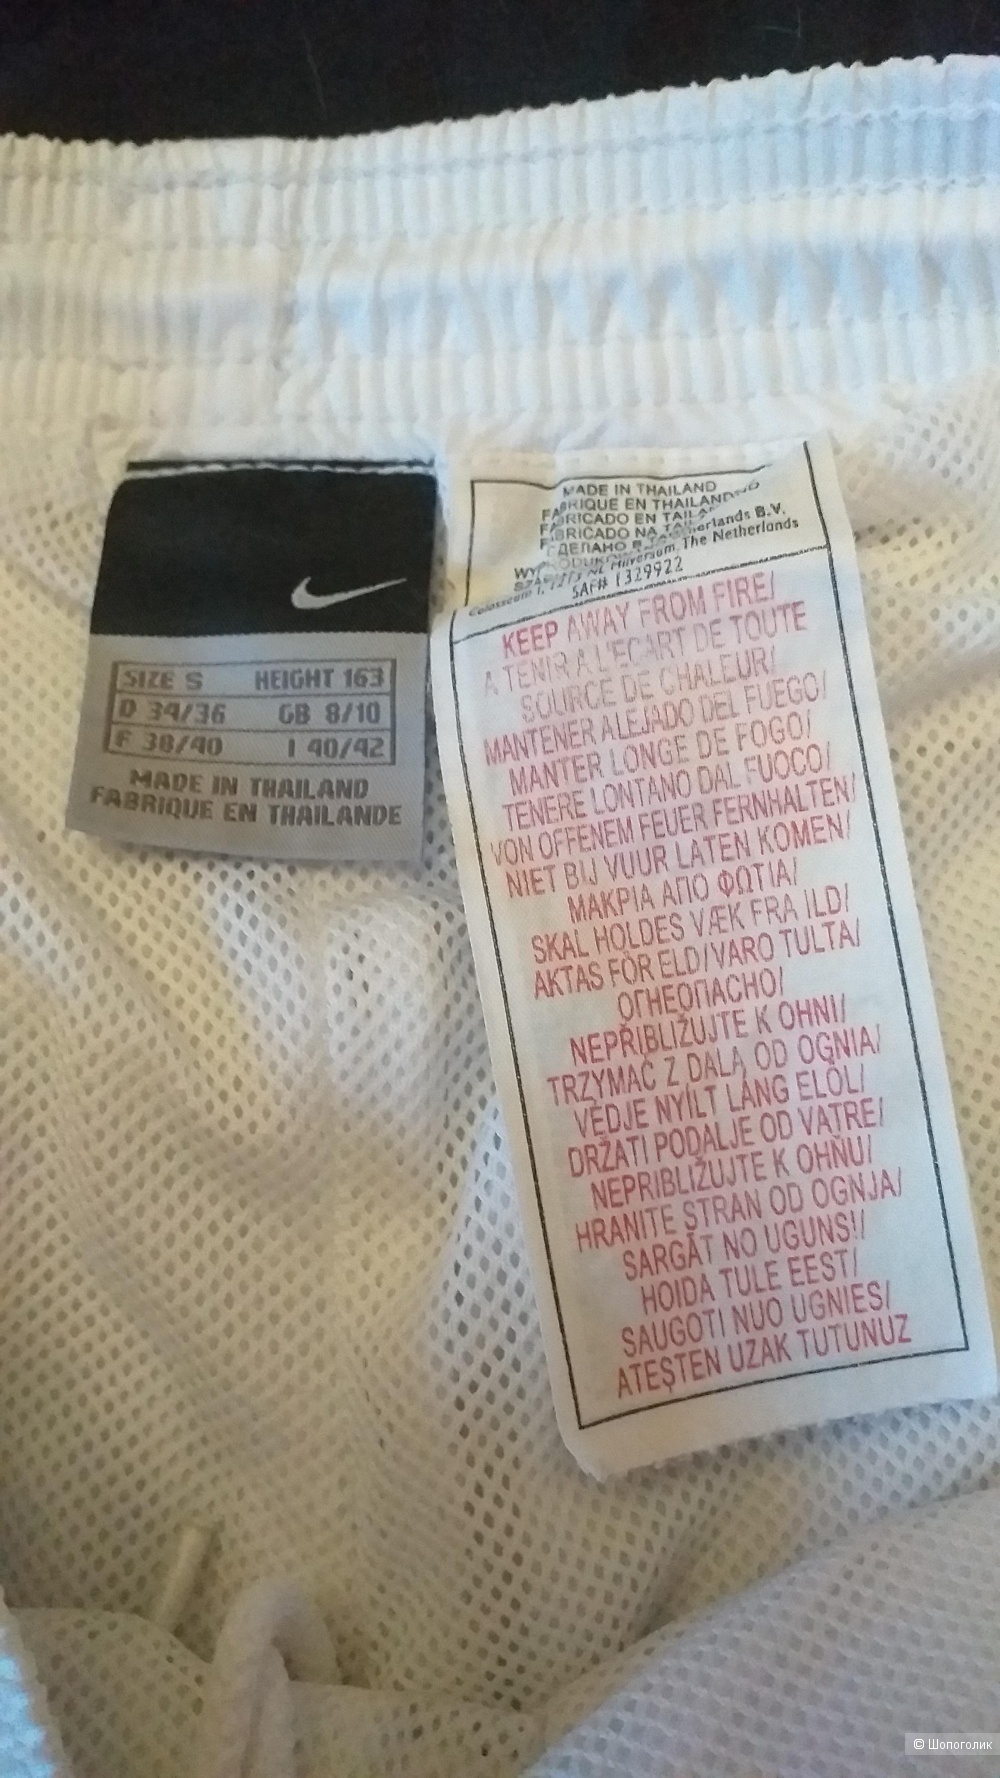 SIZE S HEIGHT 163
D 34/36 GB 8/10
F 38/40 I 40/42
MADE IN THAILAND
FABRIQUE EN THAILANDE
MADE IN THAILAND
FABRIQUE EN THAILAND
FABRICADO EN
FABRICADO NA
B.V.
The Netherlands
SAF# 1329922
KEEP AWAY FROM FIRE/
A TENIR A L'ECART DE TOUTE
SOURCE DE CHALEUR/
MANTENER ALEJADO DEL FUEGO/
MANTER LONGE DE FOGO/
TENERE LONTANO DAL FUOCO/
VON OFFENEM FEUER FERNHALTEN/
NIET BIJ VUUR LATEN KOMEN/
ΜΑΚΡΙΑ ΑΠΟ ΦΩΤΙΑ/
SKAL HOLDES VÆK FRA ILD/
AKTAS FÖR ELD/VARO TULTA/
ОГНЕОПАСНО/
NEPŘIBLIŽUJTE K OHNI/
TRZYMAĆ Z DALA OD OGNIA/
VÉDJE NYÍLT LÁNG ELÖL/
DRŽATI PODALJE OD VATRE/
NEPRIBLIŽUJTE K OHŇU/
HRANITE STRAN OD OGNJA/
SARGĀT NO UGUNS!/
HOIDA TULE EEST/
SAUGOTI NUO UGNIES/
ATEŞTEN UZAK TUTUNUZ
© Шопоголик